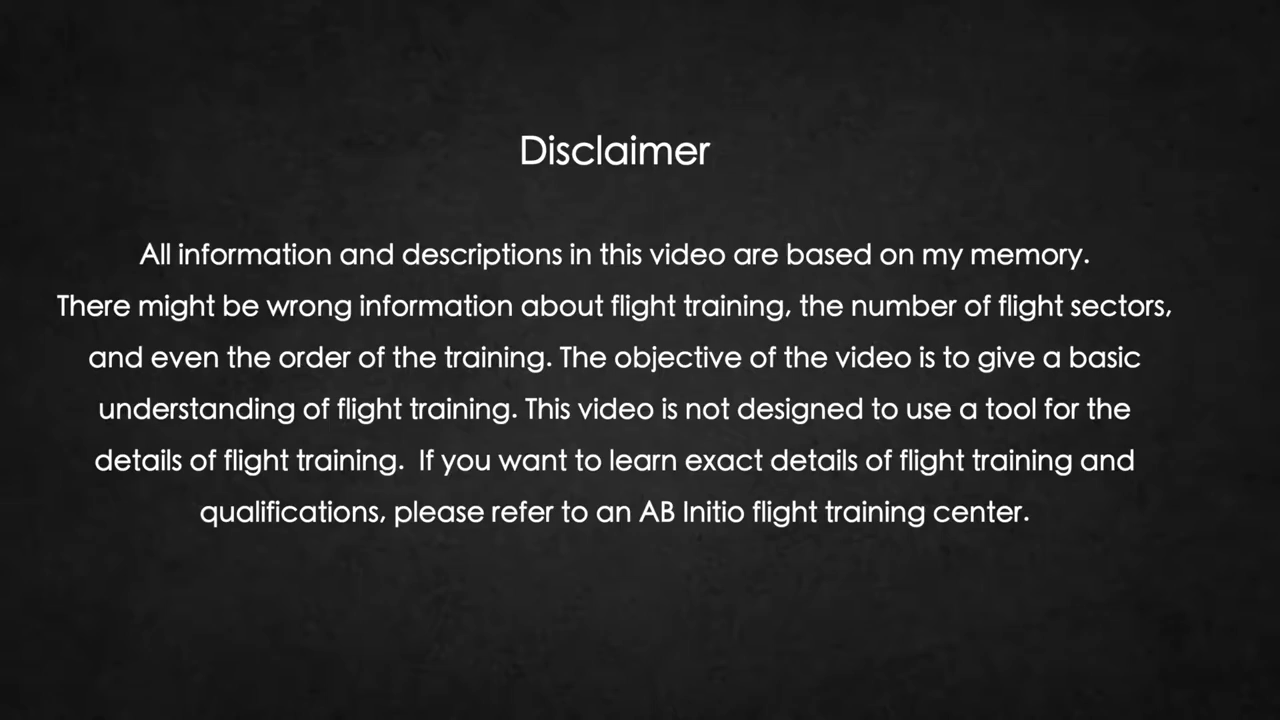 Disclaimer
All information and descriptions in this video are based on my memory.
There might be wrong information about flight training, the number of flight sectors,
and even the order of the training. The objective of the video is to give a basic
understanding of flight training. This video is not designed to use a tool for the
details of flight training.  If you want to learn exact details of flight training and
qualifications, please refer to an AB Initio flight training center.